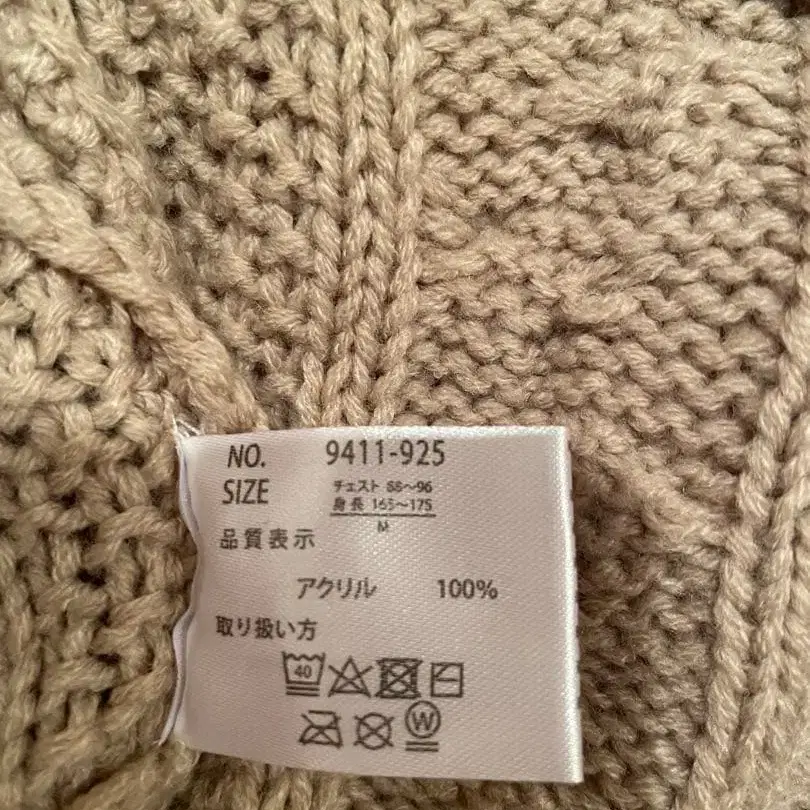 NO. 9411-925
SIZE チェスト 88〜96
身長 165〜175
M
品質表示
アクリル 100%
取り扱い方
40
W